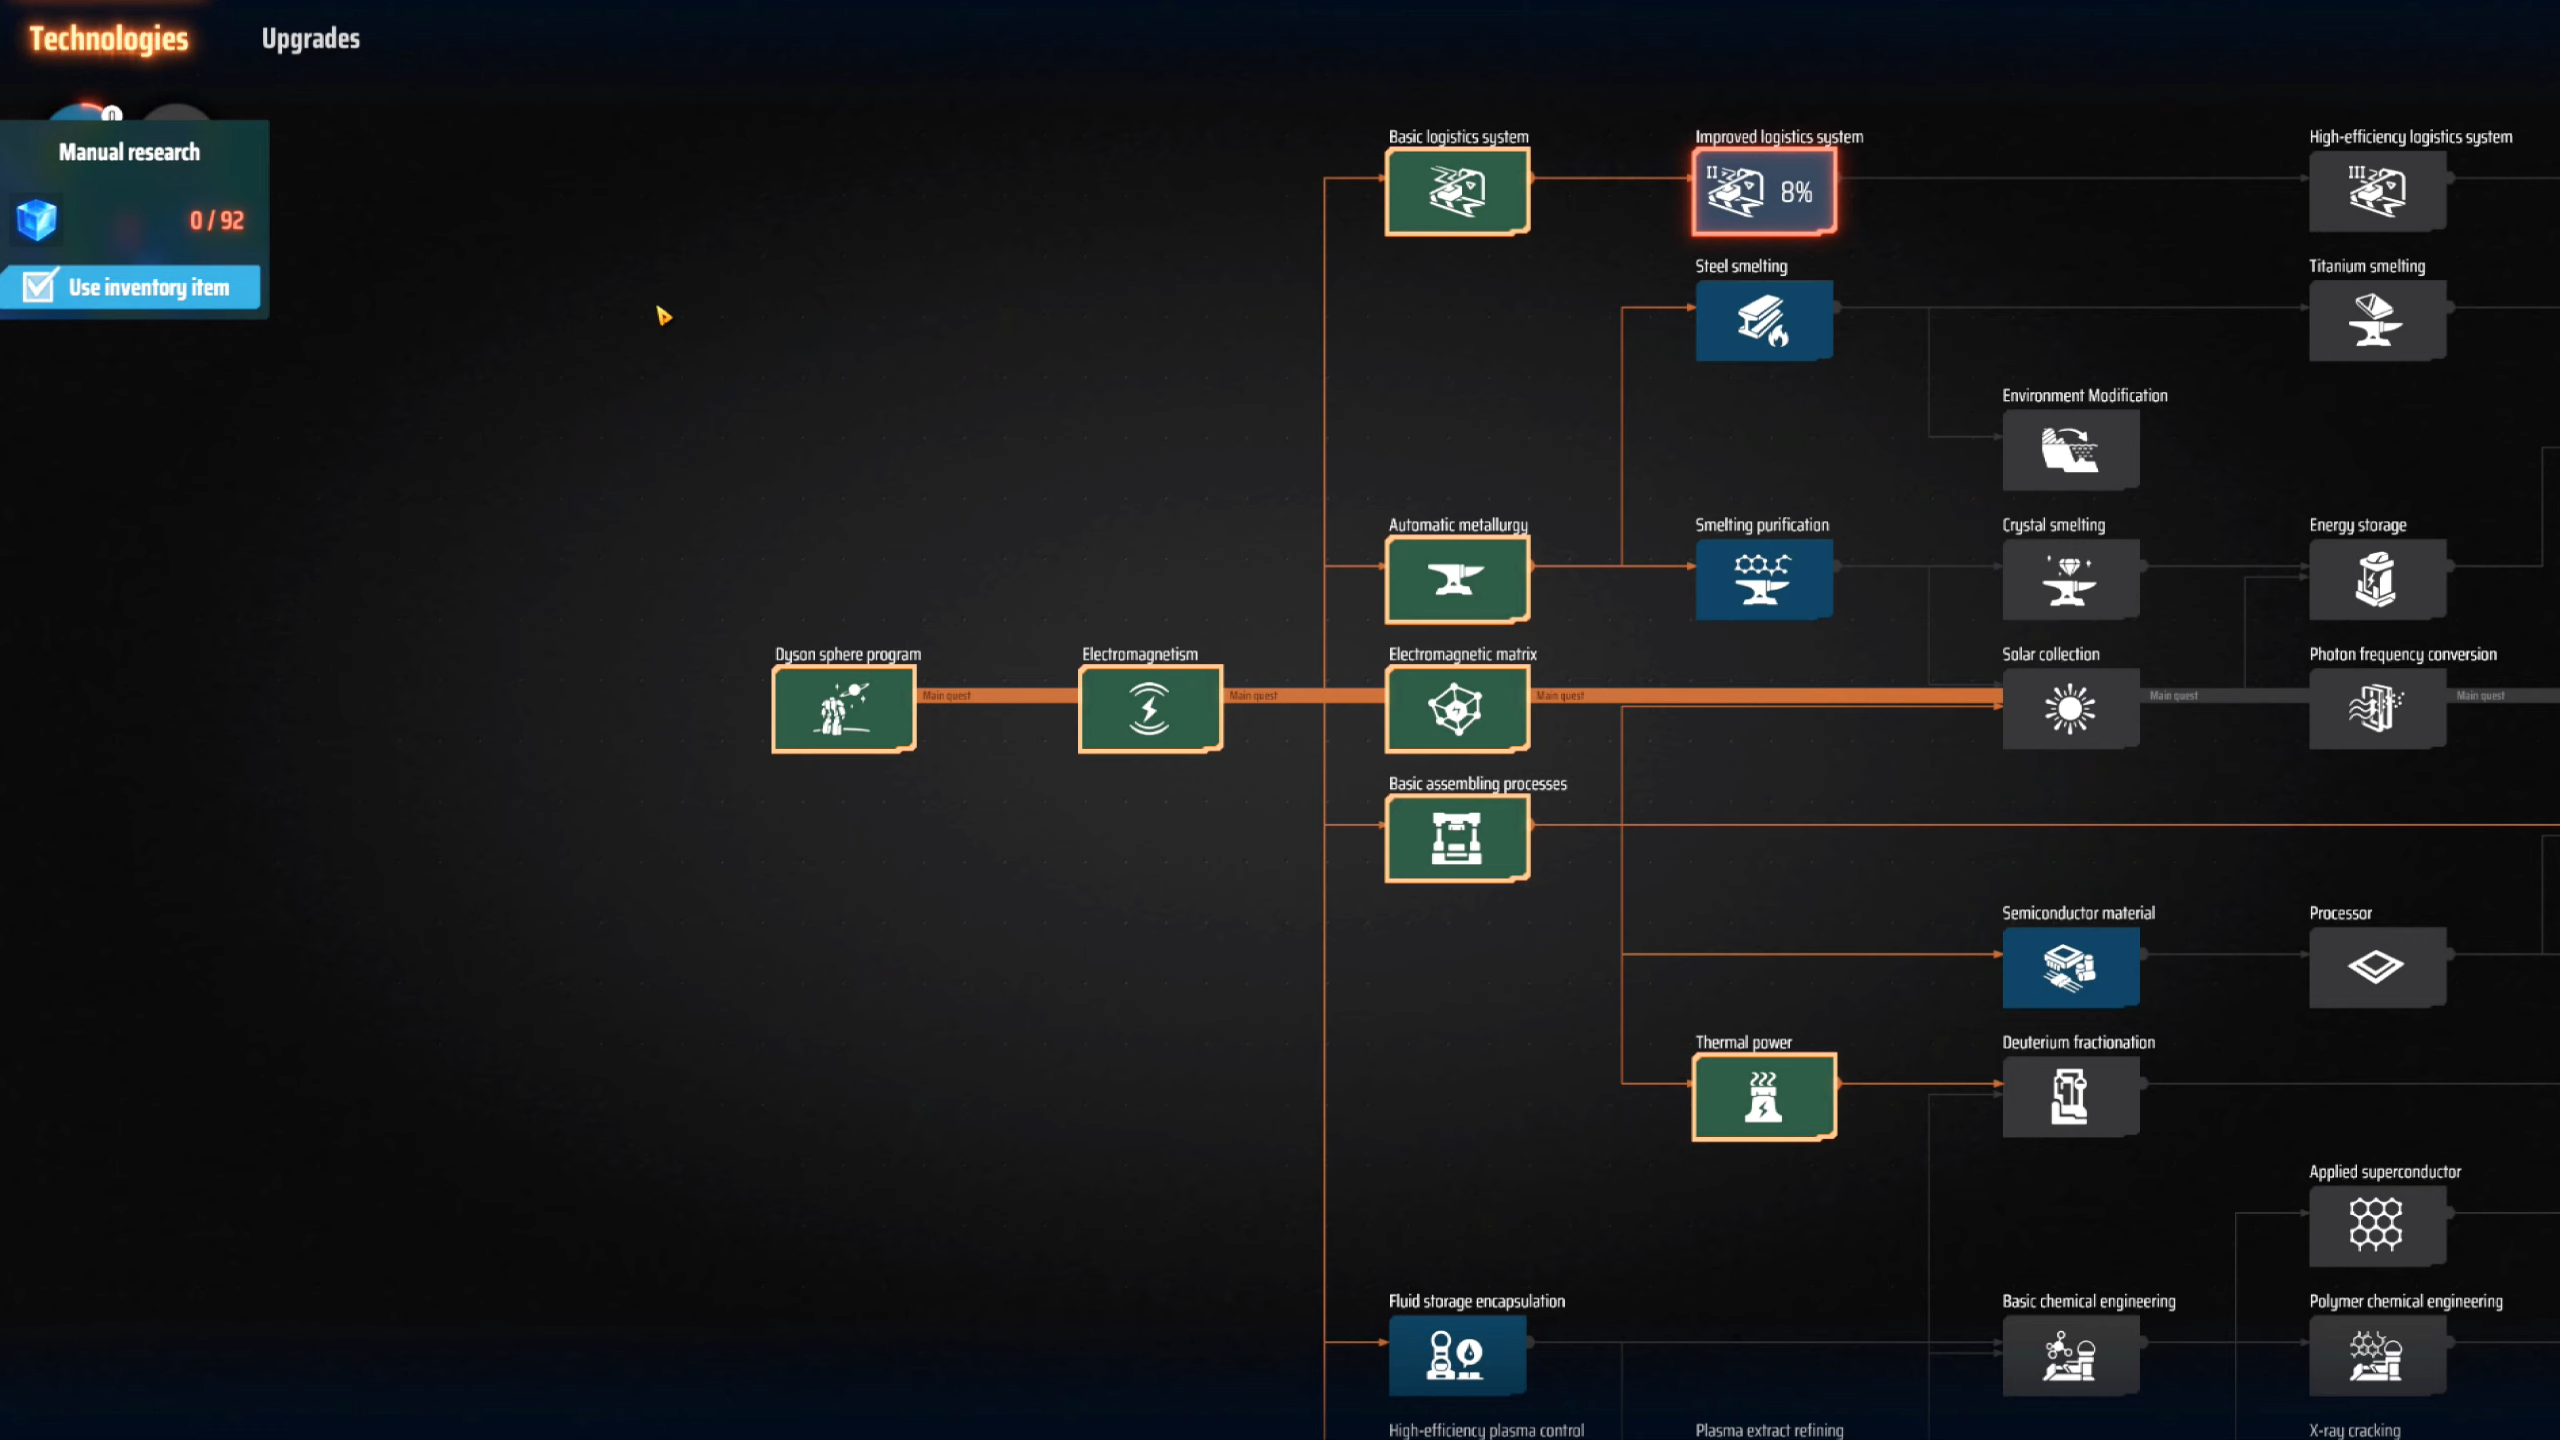 Technologies
Upgrades
0
Manual research
0 / 92
Use inventory item
Basic logistics system
Improved logistics system
High-efficiency logistics system
II
8%
III
Steel smelting
Titanium smelting
Environment Modification
Automatic metallurgy
Smelting purification
Crystal smelting
Energy storage
Dyson sphere program
Electromagnetism
Electromagnetic matrix
Solar collection
Photon frequency conversion
Main quest
Main quest
Main quest
Main quest
Main quest
Basic assembling processes
Semiconductor material
Processor
Thermal power
Deuterium fractionation
Applied superconductor
Fluid storage encapsulation
Basic chemical engineering
Polymer chemical engineering
High-efficiency plasma control
Plasma extract refining
X-ray cracking